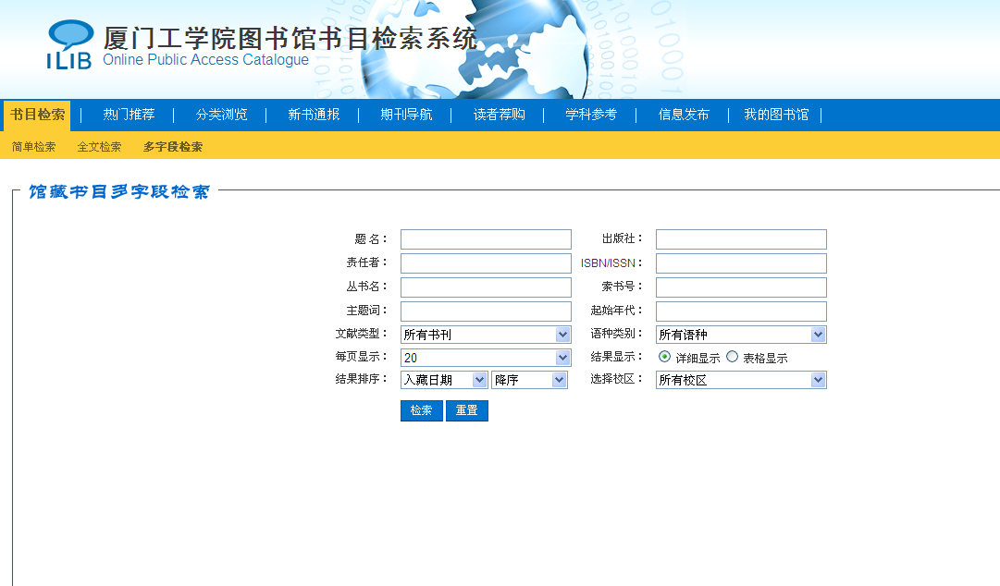 厦门工学院图书馆书目检索系统
ILIB
Online Public Access Catalogue
书目检索 | 热门推荐 | 分类浏览 | 新书通报 | 期刊导航 | 读者荐购 | 学科参考 | 信息发布 | 我的图书馆 |
简单检索 全文检索 多字段检索
馆藏书目多字段检索
题 名： 出版社：
责任者： ISBN/ISSN：
丛书名： 索书号：
主题词： 起始年代：
文献类型： 所有书刊 语种类别： 所有语种
每页显示： 20 结果显示： 详细显示 表格显示
结果排序： 入藏日期 降序 选择校区： 所有校区
检索 重置